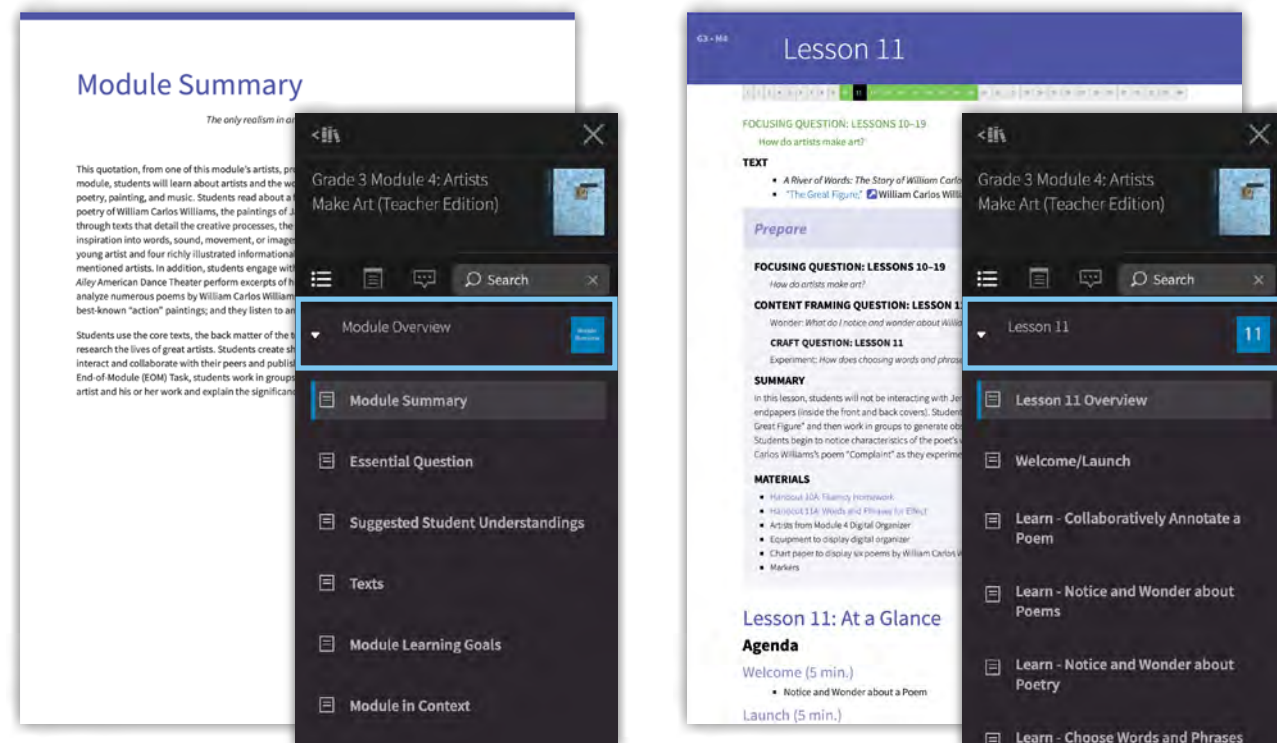 Module Summary
The only realism in ar
This quotation, from one of this module's artists, pr
module, students will learn about artists and the wo
poetry, painting, and music. Students read about a f
poetry of William Carlos Williams, the paintings of J
through texts that detail the creative processes, the
inspiration into words, sound, movement, or image
young artist and four richly illustrated informational
mentioned artists. In addition, students engage wit
Ailey American Dance Theater perform excerpts of h
analyze numerous poems by William Carlos William
best-known "action" paintings; and they listen to an
Students use the core texts, the back matter of the t
research the lives of great artists. Students create sh
interact and collaborate with their peers and publis
End-of-Module (EOM) Task, students work in groups
artist and his or her work and explain the significan
Grade 3 Module 4: Artists
Make Art (Teacher Edition)
Search
Module Overview
Module Summary
Essential Question
Suggested Student Understandings
Texts
Module Learning Goals
Module in Context
G3 • M4
Lesson 11
11
FOCUSING QUESTION: LESSONS 10–19
How do artists make art?
TEXT
A River of Words: The Story of William Carlo
"The Great Figure," William Carlos Willi
Prepare
FOCUSING QUESTION: LESSONS 10–19
How do artists make art?
CONTENT FRAMING QUESTION: LESSON 1
Wonder: What do I notice and wonder about Willia
CRAFT QUESTION: LESSON 11
Experiment: How does choosing words and phrase
SUMMARY
In this lesson, students will not be interacting with Jen
endpapers (inside the front and back covers). Student
Great Figure" and then work in groups to generate obs
Students begin to notice characteristics of the poet's w
Carlos Williams's poem "Complaint" as they experime
MATERIALS
Handout 10A: Fluency Homework
Handout 11A: Words and Phrases for Effect
Artists from Module 4 Digital Organizer
Equipment to display digital organizer
Chart paper to display six poems by William Carlos W
Markers
Lesson 11: At a Glance
Agenda
Welcome (5 min.)
Notice and Wonder about a Poem
Launch (5 min.)
Grade 3 Module 4: Artists
Make Art (Teacher Edition)
Search
Lesson 11
11
Lesson 11 Overview
Welcome/Launch
Learn - Collaboratively Annotate a
Poem
Learn - Notice and Wonder about
Poems
Learn - Notice and Wonder about
Poetry
Learn - Choose Words and Phrases